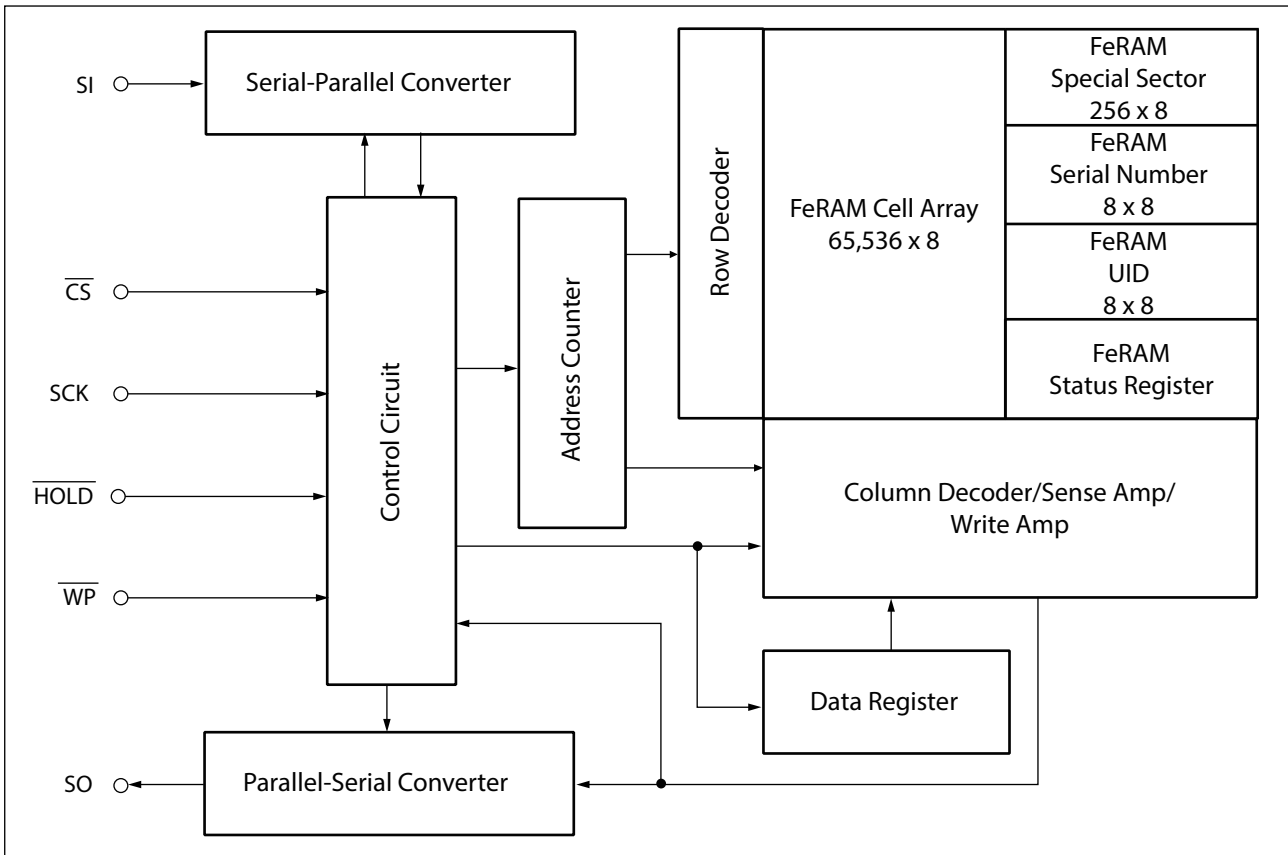 SI
Serial-Parallel Converter
CS
SCK
HOLD
WP
SO
Control Circuit
Address Counter
Row Decoder
FeRAM Cell Array
65,536 x 8
FeRAM
Special Sector
256 x 8
FeRAM
Serial Number
8 x 8
FeRAM
UID
8 x 8
FeRAM
Status Register
Column Decoder/Sense Amp/
Write Amp
Data Register
Parallel-Serial Converter